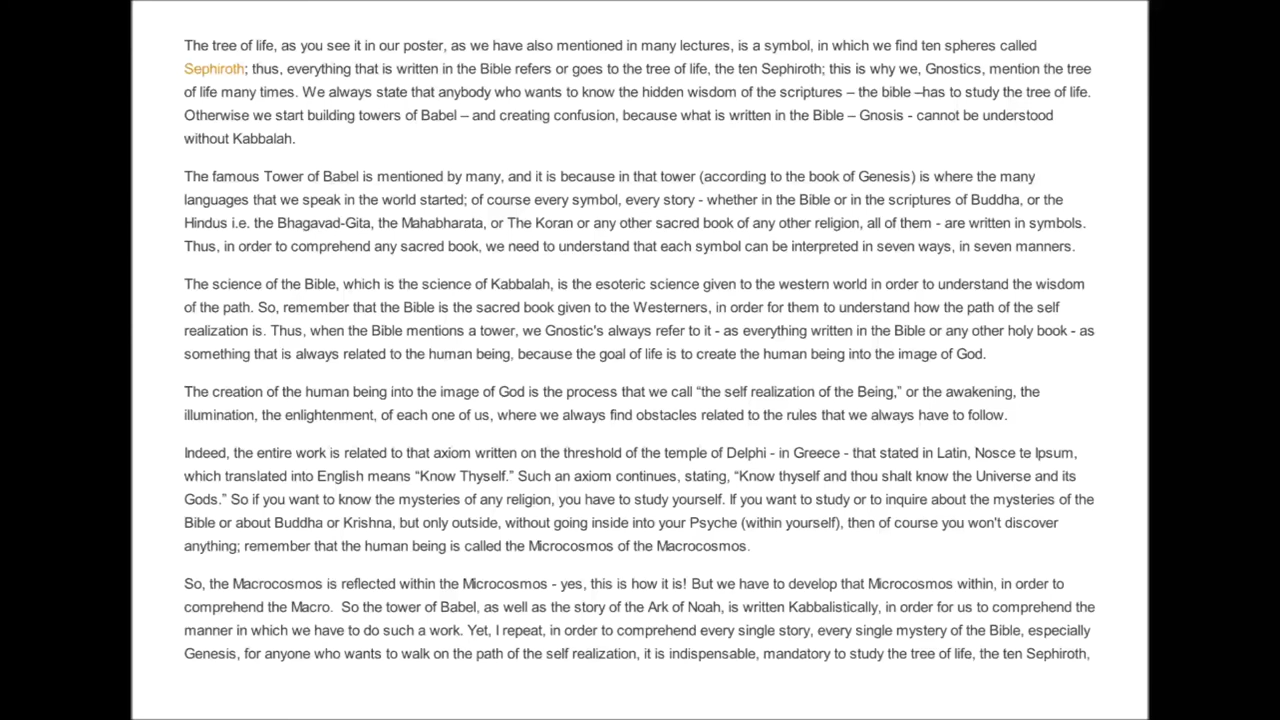 The tree of life, as you see it in our poster, as we have also mentioned in many lectures, is a symbol, in which we find ten spheres called
Sephiroth; thus, everything that is written in the Bible refers or goes to the tree of life, the ten Sephiroth; this is why we, Gnostics, mention the tree
of life many times. We always state that anybody who wants to know the hidden wisdom of the scriptures – the bible –has to study the tree of life.
Otherwise we start building towers of Babel – and creating confusion, because what is written in the Bible – Gnosis - cannot be understood
without Kabbalah.
The famous Tower of Babel is mentioned by many, and it is because in that tower (according to the book of Genesis) is where the many
languages that we speak in the world started; of course every symbol, every story - whether in the Bible or in the scriptures of Buddha, or the
Hindus i.e. the Bhagavad-Gita, the Mahabharata, or The Koran or any other sacred book of any other religion, all of them - are written in symbols.
Thus, in order to comprehend any sacred book, we need to understand that each symbol can be interpreted in seven ways, in seven manners.
The science of the Bible, which is the science of Kabbalah, is the esoteric science given to the western world in order to understand the wisdom
of the path. So, remember that the Bible is the sacred book given to the Westerners, in order for them to understand how the path of the self
realization is. Thus, when the Bible mentions a tower, we Gnostic's always refer to it - as everything written in the Bible or any other holy book - as
something that is always related to the human being, because the goal of life is to create the human being into the image of God.
The creation of the human being into the image of God is the process that we call “the self realization of the Being,” or the awakening, the
illumination, the enlightenment, of each one of us, where we always find obstacles related to the rules that we always have to follow.
Indeed, the entire work is related to that axiom written on the threshold of the temple of Delphi - in Greece - that stated in Latin, Nosce te Ipsum,
which translated into English means “Know Thyself.” Such an axiom continues, stating, “Know thyself and thou shalt know the Universe and its
Gods.” So if you want to know the mysteries of any religion, you have to study yourself. If you want to study or to inquire about the mysteries of the
Bible or about Buddha or Krishna, but only outside, without going inside into your Psyche (within yourself), then of course you won't discover
anything; remember that the human being is called the Microcosmos of the Macrocosmos.
So, the Macrocosmos is reflected within the Microcosmos - yes, this is how it is! But we have to develop that Microcosmos within, in order to
comprehend the Macro.  So the tower of Babel, as well as the story of the Ark of Noah, is written Kabbalistically, in order for us to comprehend the
manner in which we have to do such a work. Yet, I repeat, in order to comprehend every single story, every single mystery of the Bible, especially
Genesis, for anyone who wants to walk on the path of the self realization, it is indispensable, mandatory to study the tree of life, the ten Sephiroth,